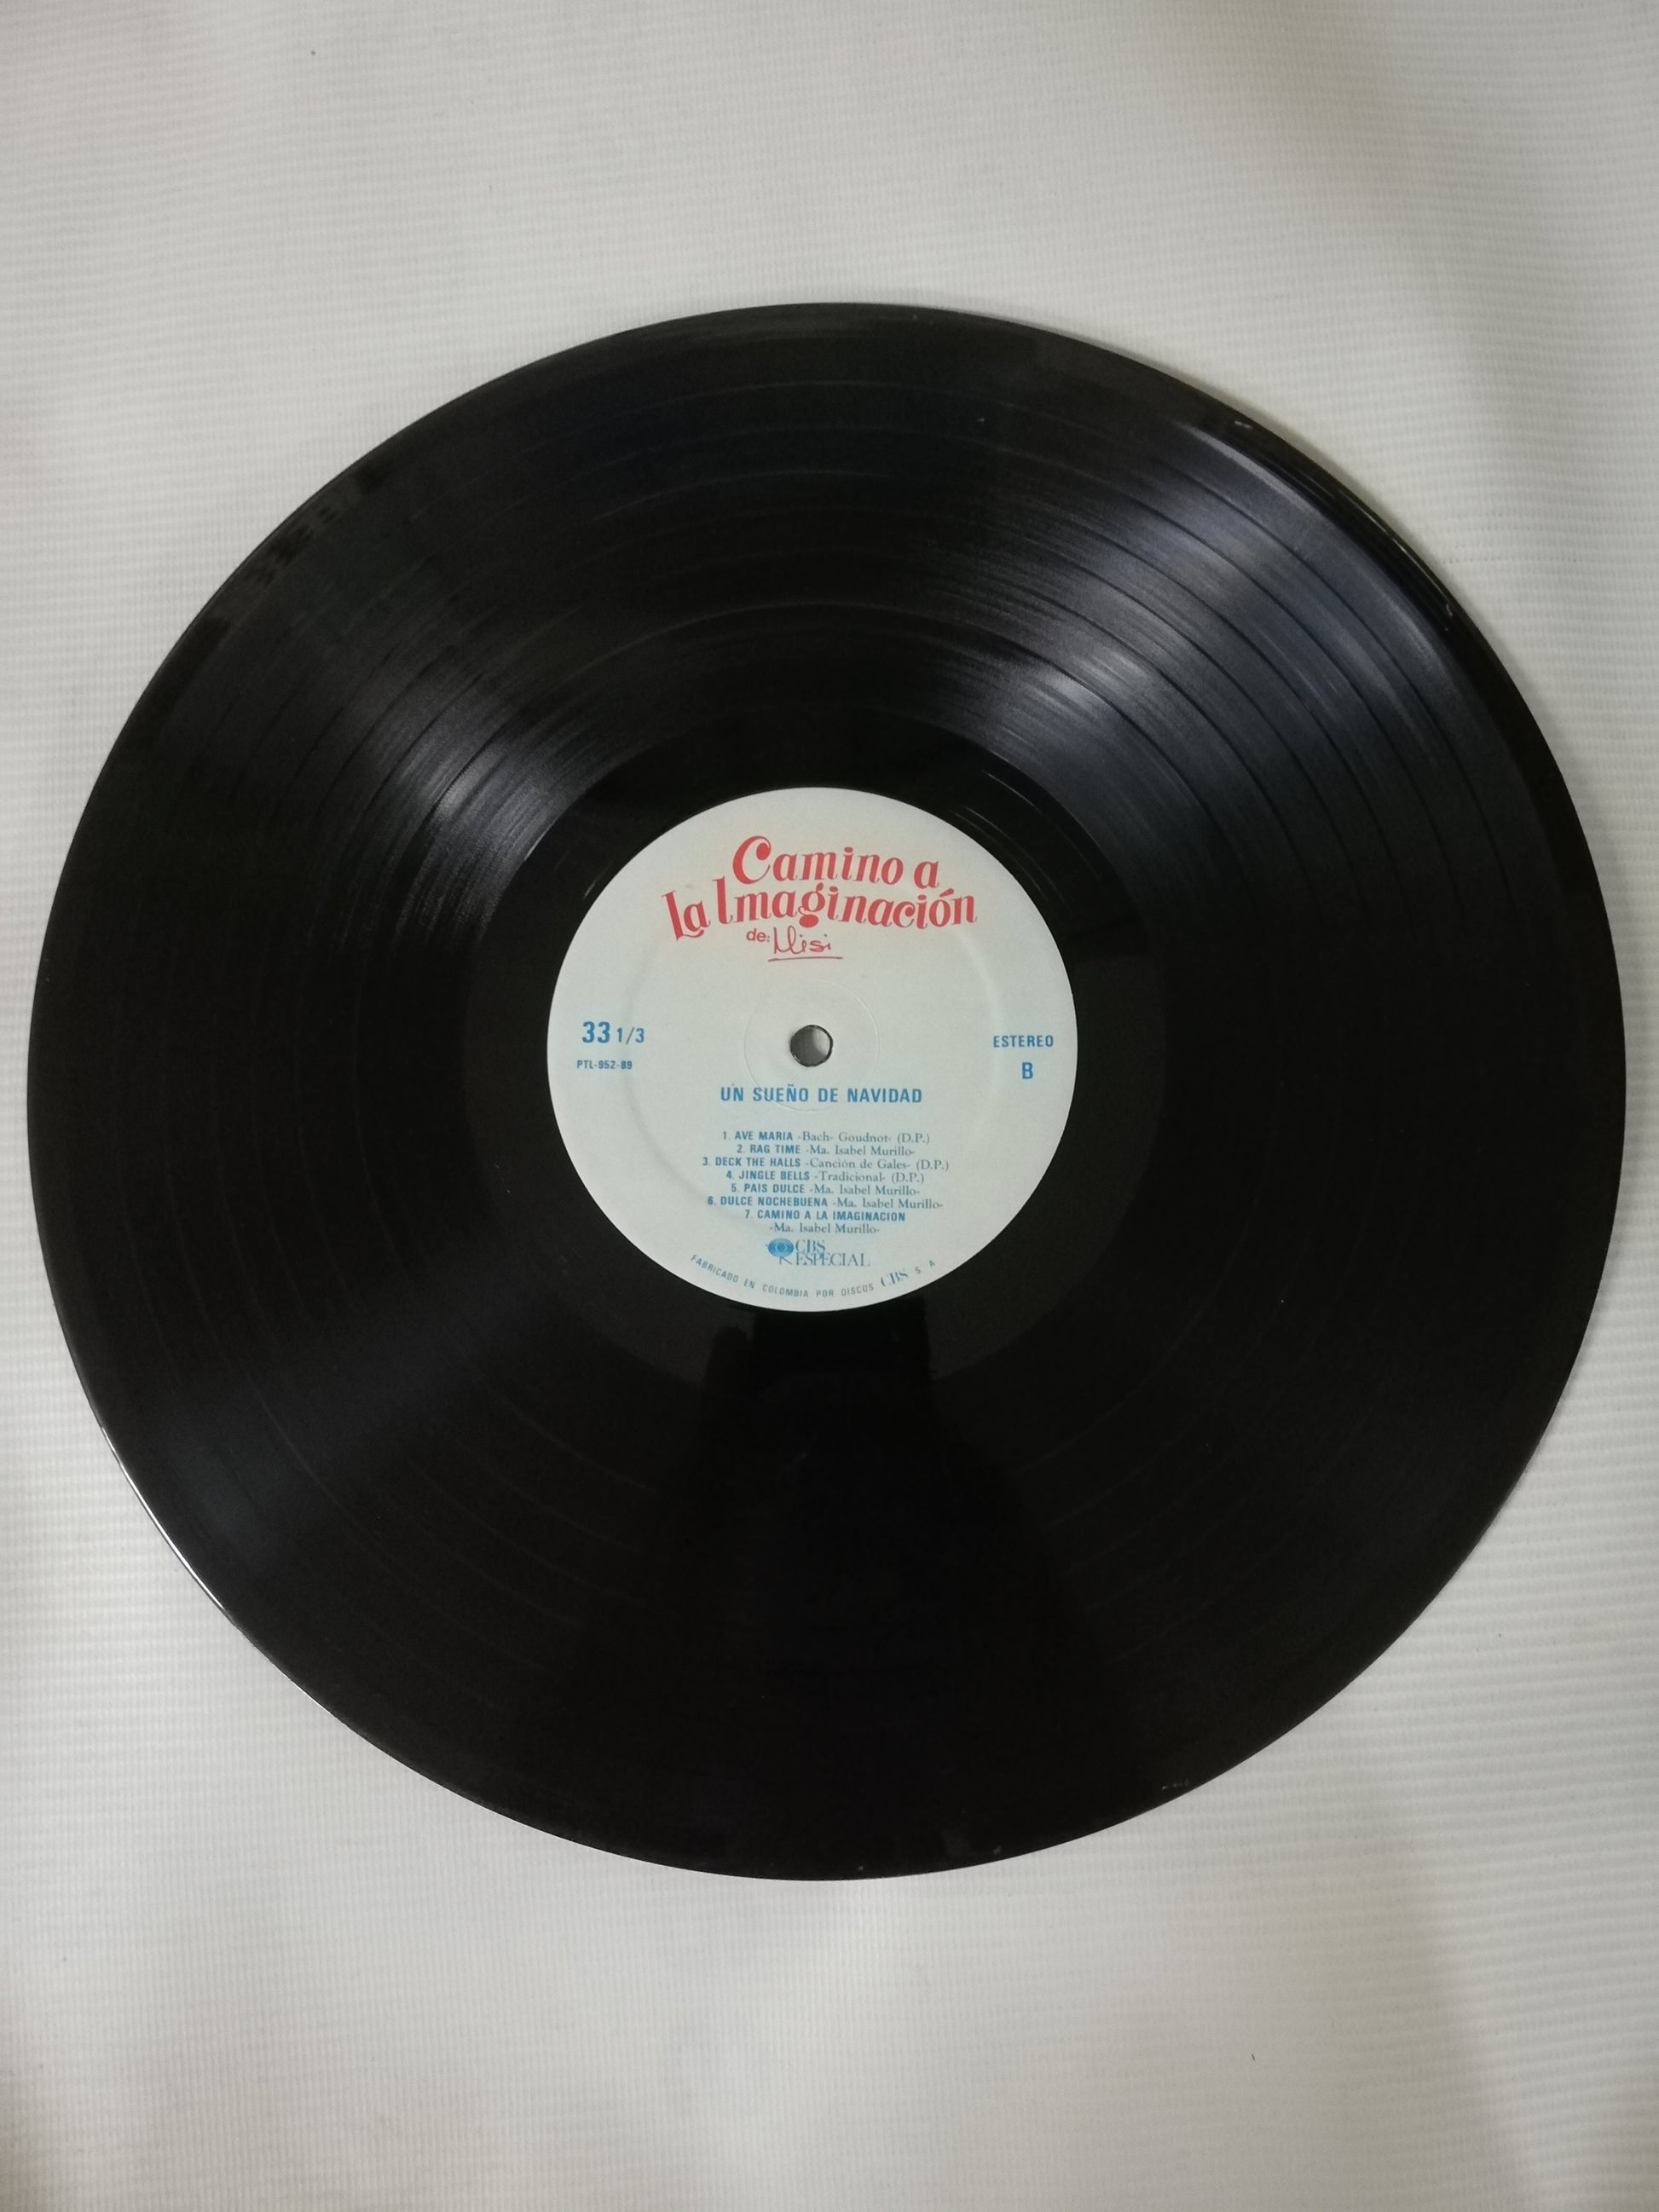 Camino a
La Imaginación
de: Misi
33 1/3
PTL-952-89
ESTEREO
B
UN SUEÑO DE NAVIDAD
1. AVE MARIA -Bach- Goudnot- (D.P.)
2. RAG TIME -Ma. Isabel Murillo-
3. DECK THE HALLS -Canción de Gales- (D.P.)
4. JINGLE BELLS -Tradicional- (D.P.)
5. PAIS DULCE -Ma. Isabel Murillo-
6. DULCE NOCHEBUENA -Ma. Isabel Murillo-
7. CAMINO A LA IMAGINACION
-Ma. Isabel Murillo-
CBS
ESPECIAL
FABRICADO EN COLOMBIA POR DISCOS CBS S. A